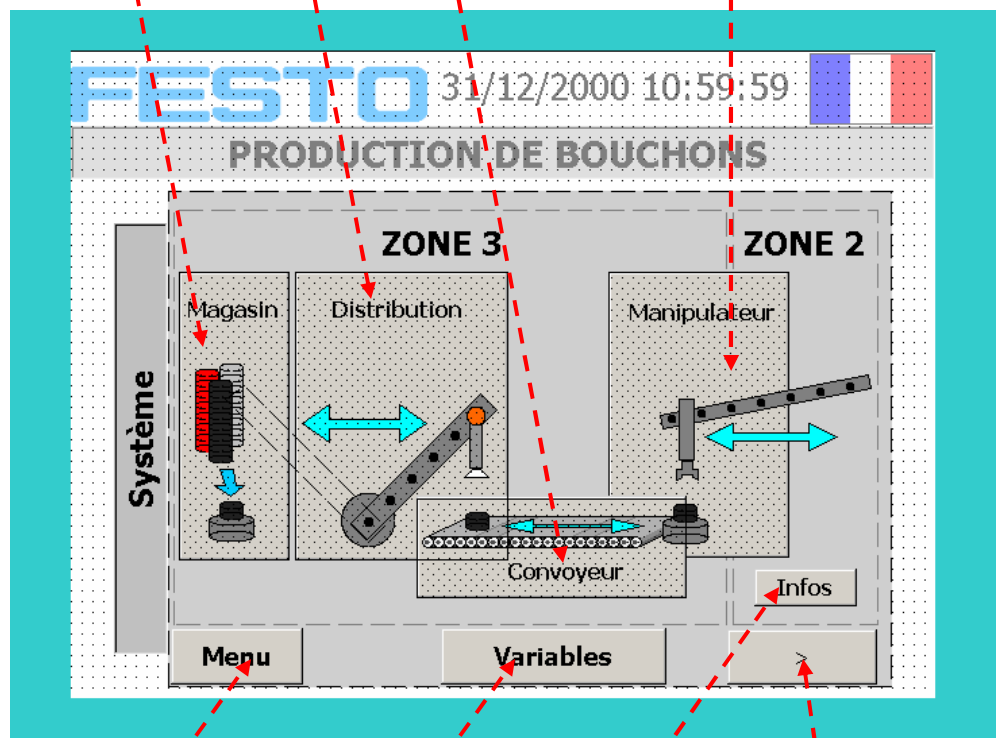 FESTO 31/12/2000 10:59:59
PRODUCTION DE BOUCHONS
ZONE 3
ZONE 2
Magasin
Distribution
Manipulateur
Système
Convoyeur
Infos
Menu
Variables
>